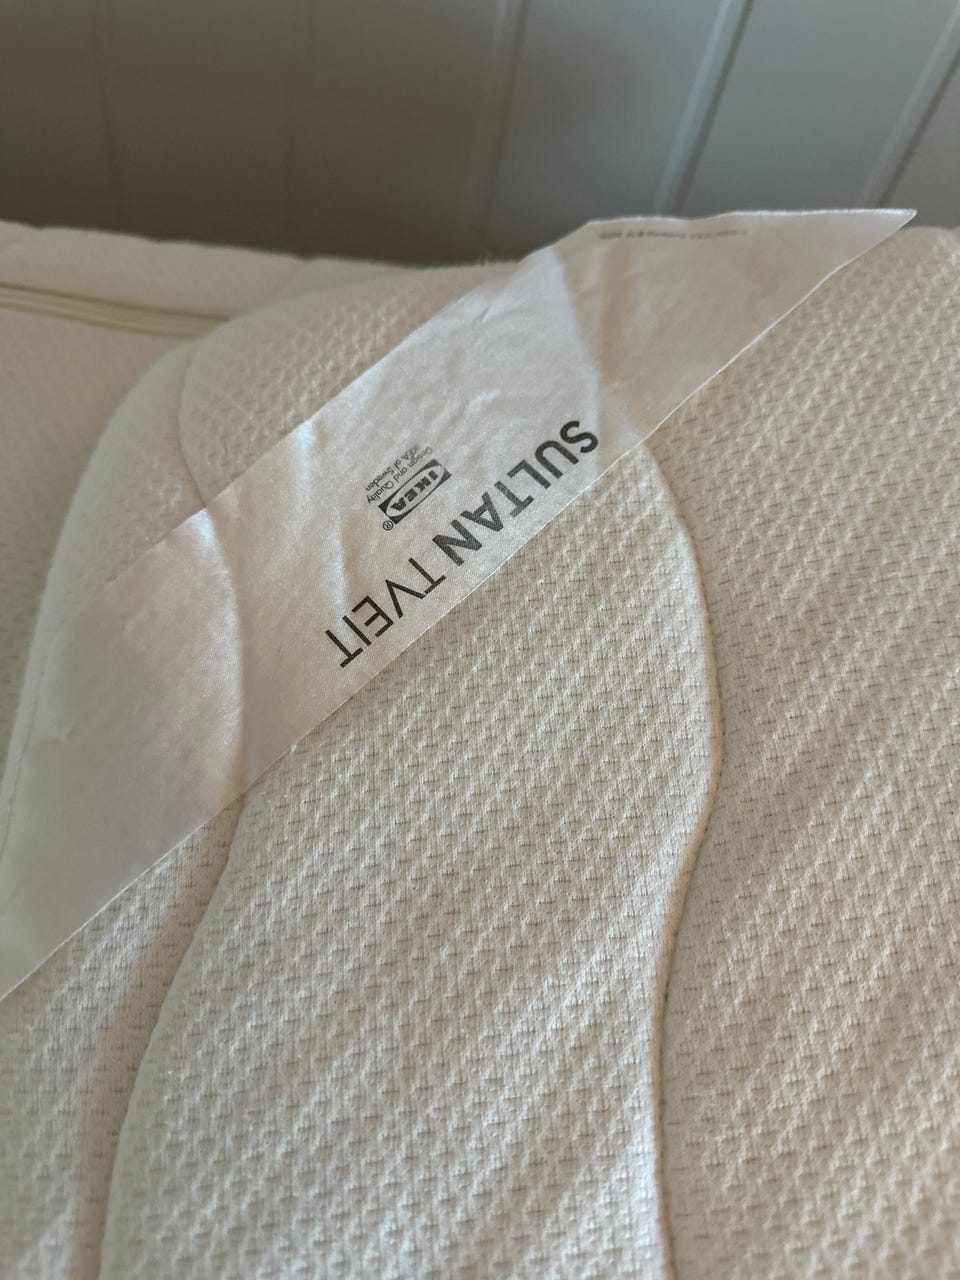 SULTAN TVEIT
IKEA®
Design and Quality
IKEA of Sweden